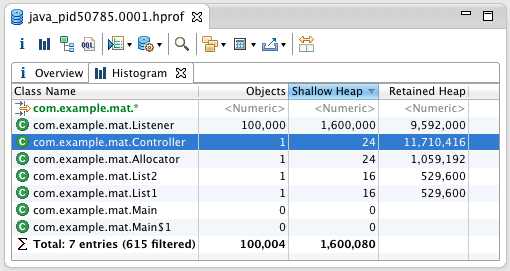 java_pid50785.0001.hprof
i OQL
i Overview Histogram
Class Name Objects Shallow Heap Retained Heap
com.example.mat.* <Numeric> <Numeric> <Numeric>
com.example.mat.Listener 100,000 1,600,000 9,592,000
com.example.mat.Controller 1 24 11,710,416
com.example.mat.Allocator 1 24 1,059,192
com.example.mat.List2 1 16 529,600
com.example.mat.List1 1 16 529,600
com.example.mat.Main 0 0
com.example.mat.Main$1 0 0
Σ Total: 7 entries (615 filtered) 100,004 1,600,080